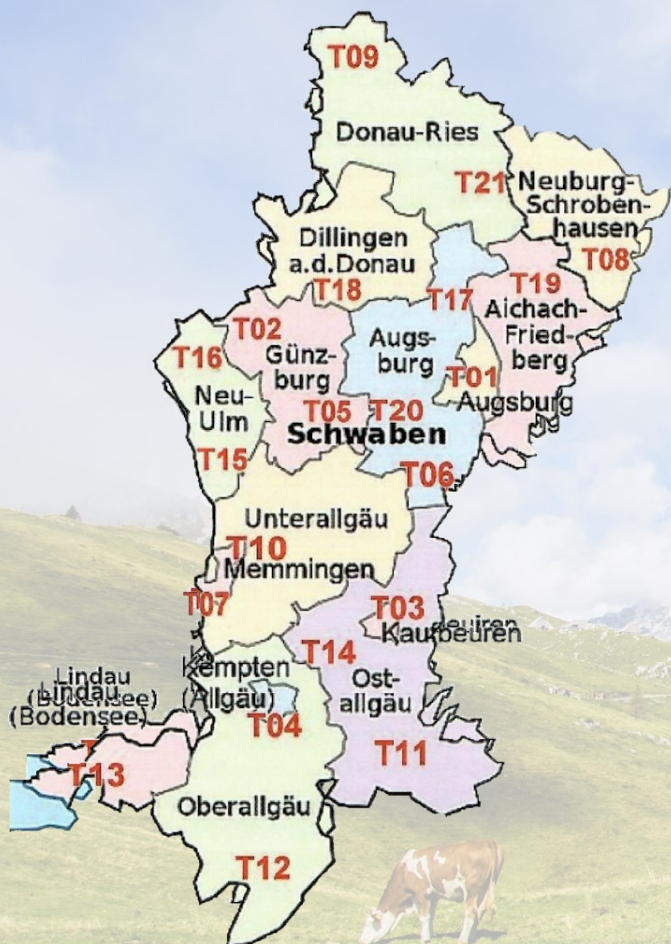 T09
Donau-Ries
T21
Neuburg-
Schroben-
hausen
T08
Dillingen
a.d.Donau
T18
T17
T19
Aichach-
Fried-
berg
T02
Günz-
burg
T05
Augs-
burg
T01
Augsburg
T20
T16
Neu-
Ulm
T15
Schwaben
T06
Unterallgäu
T10
Memmingen
T07
T03
Kaufbeuren
T14
Ost-
allgäu
T11
Kempten
(Allgäu)
T04
Lindau
Lindau
(Bodensee)
(Bodensee)
T13
Oberallgäu
T12